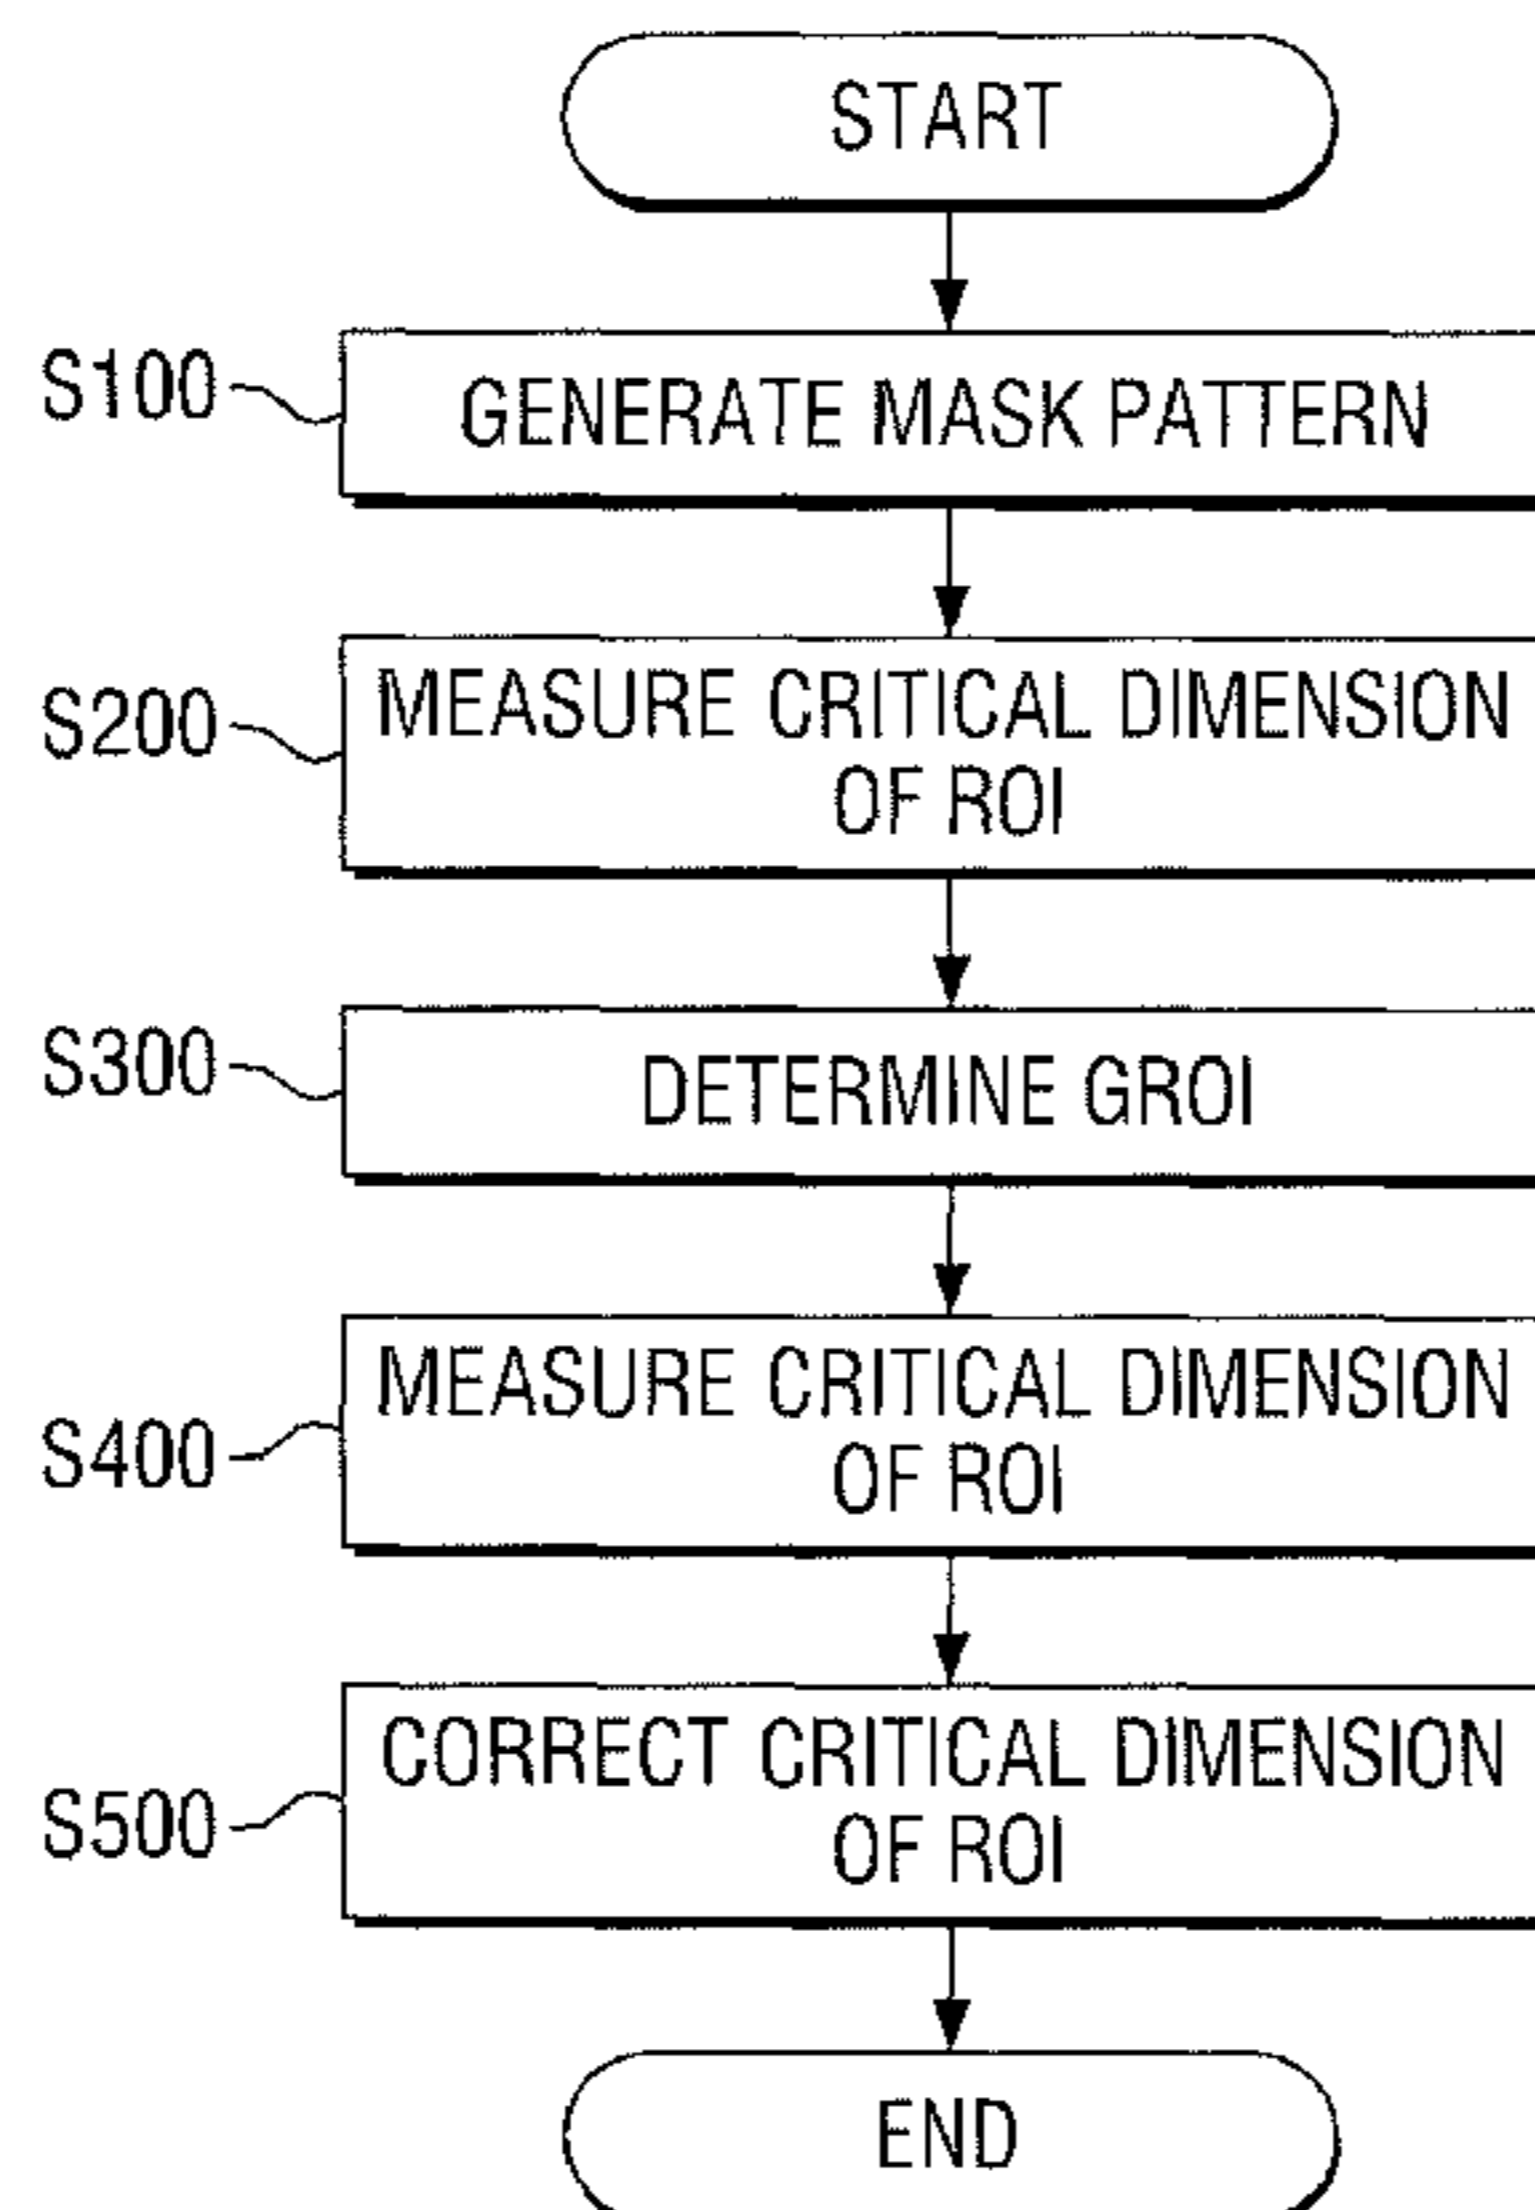 START
S100
GENERATE MASK PATTERN
S200
MEASURE CRITICAL DIMENSION
OF ROI
S300
DETERMINE GROI
S400
MEASURE CRITICAL DIMENSION
OF ROI
S500
CORRECT CRITICAL DIMENSION
OF ROI
END